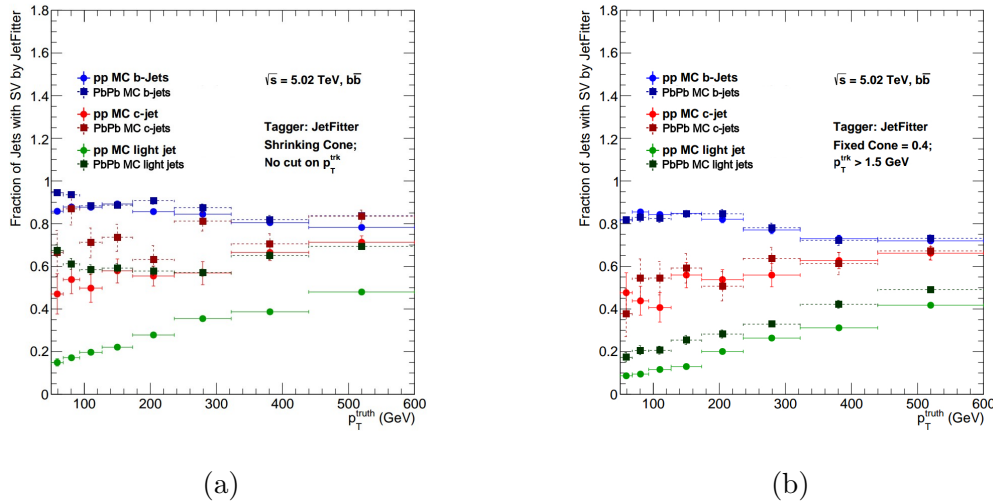 Fraction of Jets with SV by JetFitter
1.8
1.6
1.4
1.2
1
0.8
0.6
0.4
0.2
0
pp MC b-Jets
PbPb MC b-jets
pp MC c-jet
PbPb MC c-jets
pp MC light jet
PbPb MC light jets
√s = 5.02 TeV, bb̅
Tagger: JetFitter
Shrinking Cone;
No cut on p_T^trk
100 200 300 400 500 600
p_T^truth (GeV)
(a)
Fraction of Jets with SV by JetFitter
1.8
1.6
1.4
1.2
1
0.8
0.6
0.4
0.2
0
pp MC b-Jets
PbPb MC b-jets
pp MC c-jet
PbPb MC c-jets
pp MC light jet
PbPb MC light jets
√s = 5.02 TeV, bb̅
Tagger: JetFitter
Fixed Cone = 0.4;
p_T^trk > 1.5 GeV
100 200 300 400 500 600
p_T^truth (GeV)
(b)